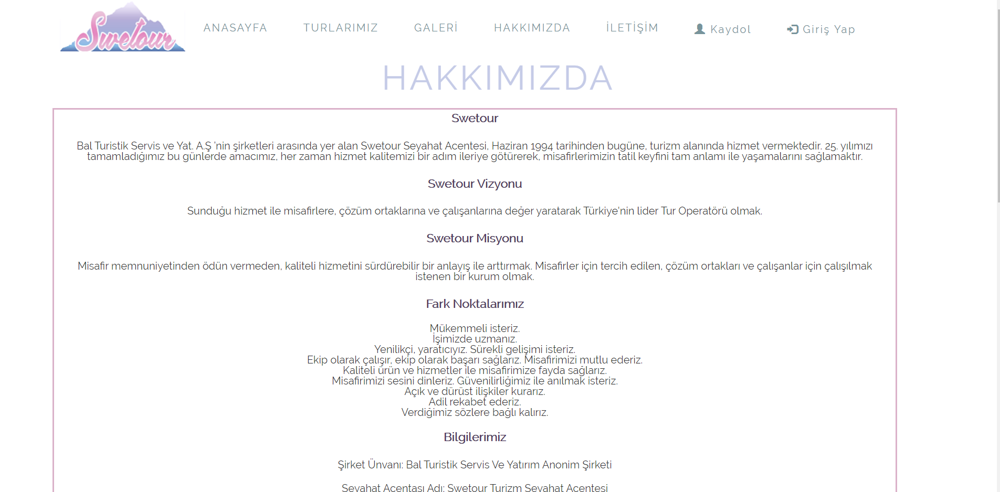 Swetour
ANASAYFA
TURLARIMIZ
GALERİ
HAKKIMIZDA
İLETİŞİM
Kaydol
Giriş Yap
HAKKIMIZDA
Swetour
Bal Turistik Servis ve Yat. A.Ş 'nin şirketleri arasında yer alan Swetour Seyahat Acentesi, Haziran 1994 tarihinden bugüne, turizm alanında hizmet vermektedir. 25. yılımızı
tamamladığımız bu günlerde amacımız, her zaman hizmet kalitemizi bir adım ileriye götürerek, misafirlerimizin tatil keyfini tam anlamı ile yaşamalarını sağlamaktır.
Swetour Vizyonu
Sunduğu hizmet ile misafirlere, çözüm ortaklarına ve çalışanlarına değer yaratarak Türkiye'nin lider Tur Operatörü olmak.
Swetour Misyonu
Misafir memnuniyetinden ödün vermeden, kaliteli hizmetini sürdürebilir bir anlayış ile arttırmak. Misafirler için tercih edilen, çözüm ortakları ve çalışanlar için çalışılmak
istenen bir kurum olmak.
Fark Noktalarımız
Mükemmeli isteriz.
İşimizde uzmanız.
Yenilikçi, yaratıcıyız. Sürekli gelişimi isteriz.
Ekip olarak çalışır, ekip olarak başarı sağlarız. Misafirimizi mutlu ederiz.
Kaliteli ürün ve hizmetler ile misafirimize fayda sağlarız.
Misafirimizi sesini dinleriz. Güvenilirliğimiz ile anılmak isteriz.
Açık ve dürüst ilişkiler kurarız.
Adil rekabet ederiz.
Verdiğimiz sözlere bağlı kalırız.
Bilgilerimiz
Şirket Ünvanı: Bal Turistik Servis Ve Yatırım Anonim Şirketi
Seyahat Acentası Adı: Swetour Turizm Seyahat Acentesi